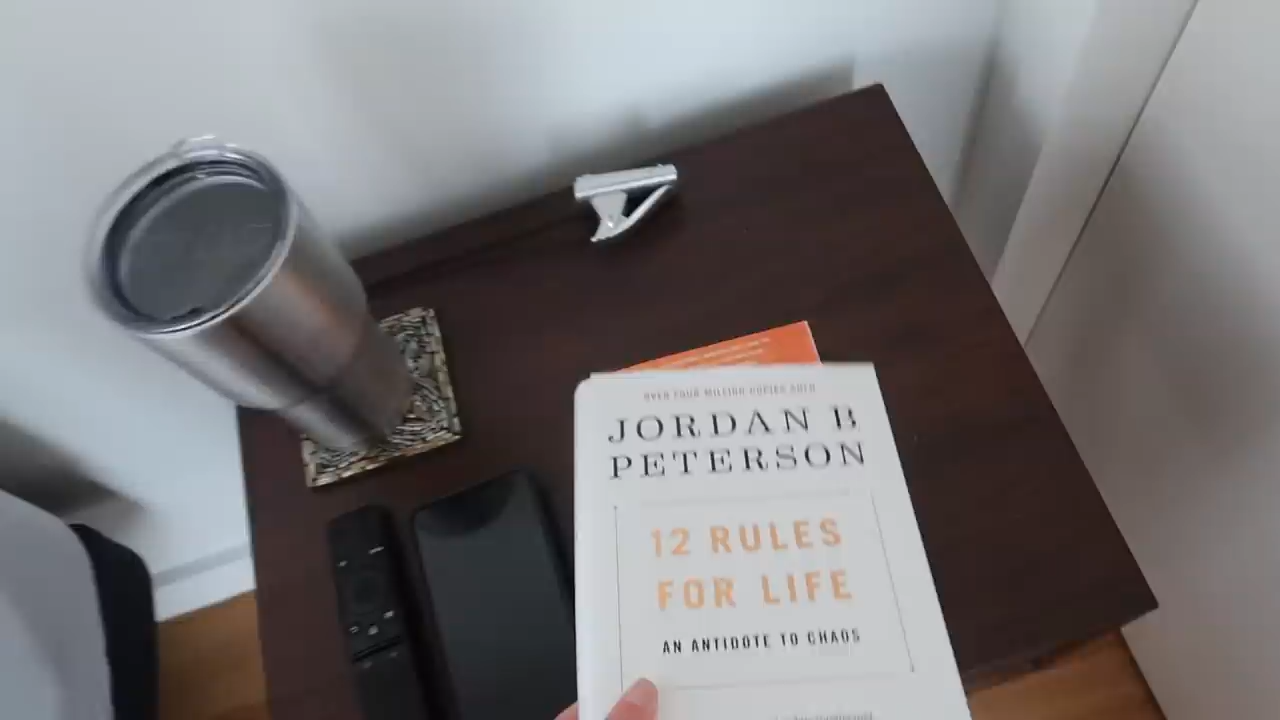 OVER FOUR MILLION COPIES SOLD
JORDAN B
PETERSON
12 RULES
FOR LIFE
AN ANTIDOTE TO CHAOS